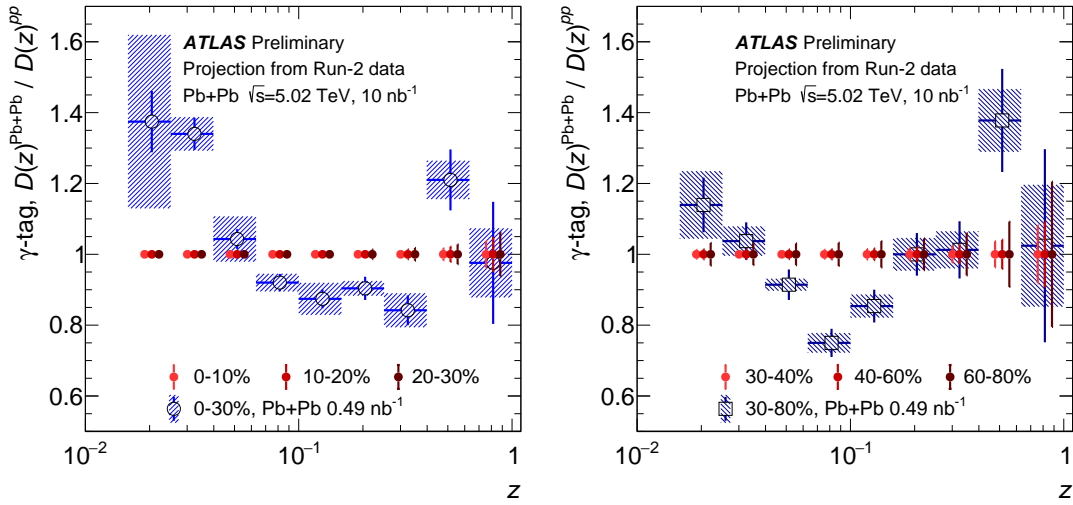 γ-tag, D(z)^Pb+Pb / D(z)^pp
1.6
1.4
1.2
1
0.8
0.6
ATLAS Preliminary
Projection from Run-2 data
Pb+Pb √s=5.02 TeV, 10 nb⁻¹
0-10%
10-20%
20-30%
0-30%, Pb+Pb 0.49 nb⁻¹
10⁻²
10⁻¹
1
z
γ-tag, D(z)^Pb+Pb / D(z)^pp
1.6
1.4
1.2
1
0.8
0.6
ATLAS Preliminary
Projection from Run-2 data
Pb+Pb √s=5.02 TeV, 10 nb⁻¹
30-40%
40-60%
60-80%
30-80%, Pb+Pb 0.49 nb⁻¹
10⁻²
10⁻¹
1
z